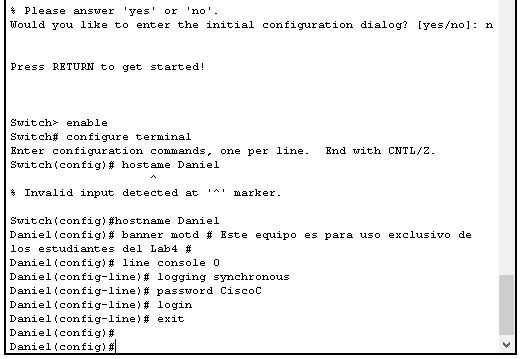 % Please answer 'yes' or 'no'.
Would you like to enter the initial configuration dialog? [yes/no]: n
Press RETURN to get started!
Switch> enable
Switch# configure terminal
Enter configuration commands, one per line.  End with CNTL/Z.
Switch(config)# hostame Daniel
^
% Invalid input detected at '^' marker.
Switch(config)#hostname Daniel
Daniel(config)# banner motd # Este equipo es para uso exclusivo de
los estudiantes del Lab4 #
Daniel(config)# line console 0
Daniel(config-line)# logging synchronous
Daniel(config-line)# password CiscoC
Daniel(config-line)# login
Daniel(config-line)# exit
Daniel(config)#
Daniel(config)#